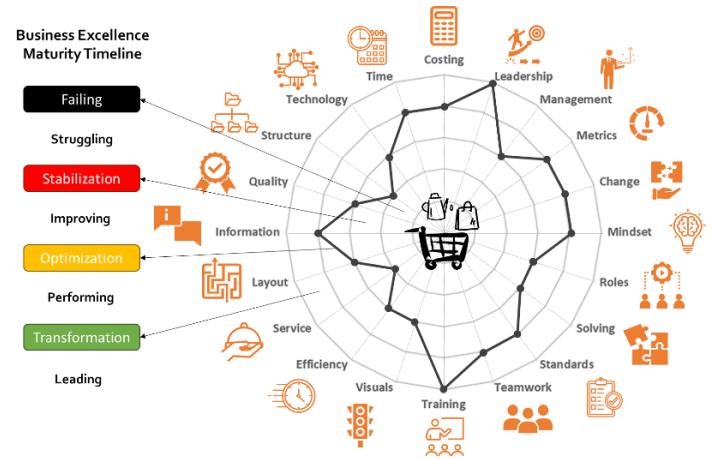 Business Excellence
Maturity Timeline
Failing
Struggling
Stabilization
Improving
Optimization
Performing
Transformation
Leading
Costing
Leadership
Management
Metrics
Change
Mindset
Roles
Solving
Standards
Teamwork
Training
Visuals
Efficiency
Service
Layout
Information
Quality
Structure
Technology
Time